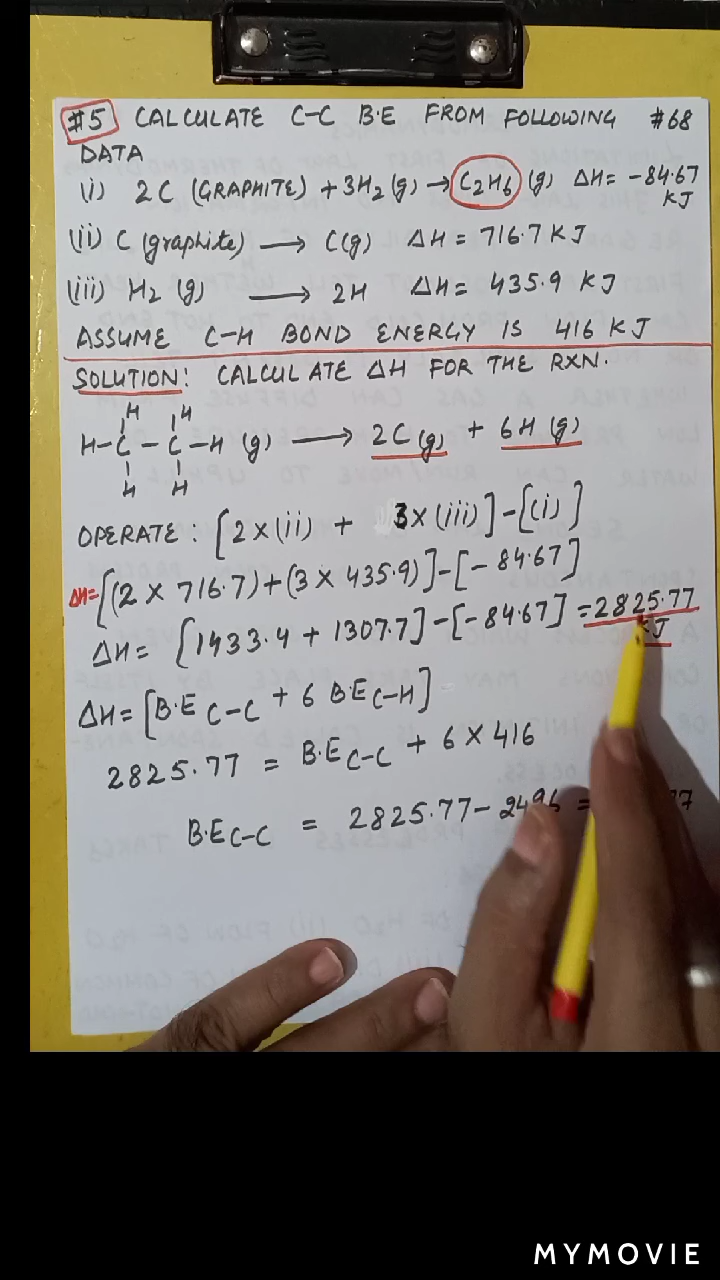 #5 CALCULATE C-C B.E FROM FOLLOWING #68
DATA
(i) 2C (GRAPHITE) + 3H2(g) → C2H6 (g) ΔH = -84.67
KJ
(ii) C (graphite) → C(g) ΔH = 716.7 KJ
(iii) H2 (g) → 2H ΔH = 435.9 KJ
ASSUME C-H BOND ENERGY IS 416 KJ
SOLUTION: CALCULATE ΔH FOR THE RXN.
H H
H-C-C-H (g) → 2C(g) + 6H(g)
H H
OPERATE: [2×(ii) + 3×(iii)]-[(i)]
ΔH= [(2 × 716.7)+(3 × 435.9)]-[-84.67]
ΔH = [1433.4 + 1307.7]-[-84.67] = 2825.77
KJ
ΔH = [B.E C-C + 6 B.E C-H]
2825.77 = B.E C-C + 6 × 416
B.E C-C = 2825.77 - 2496 =
MYMOVIE